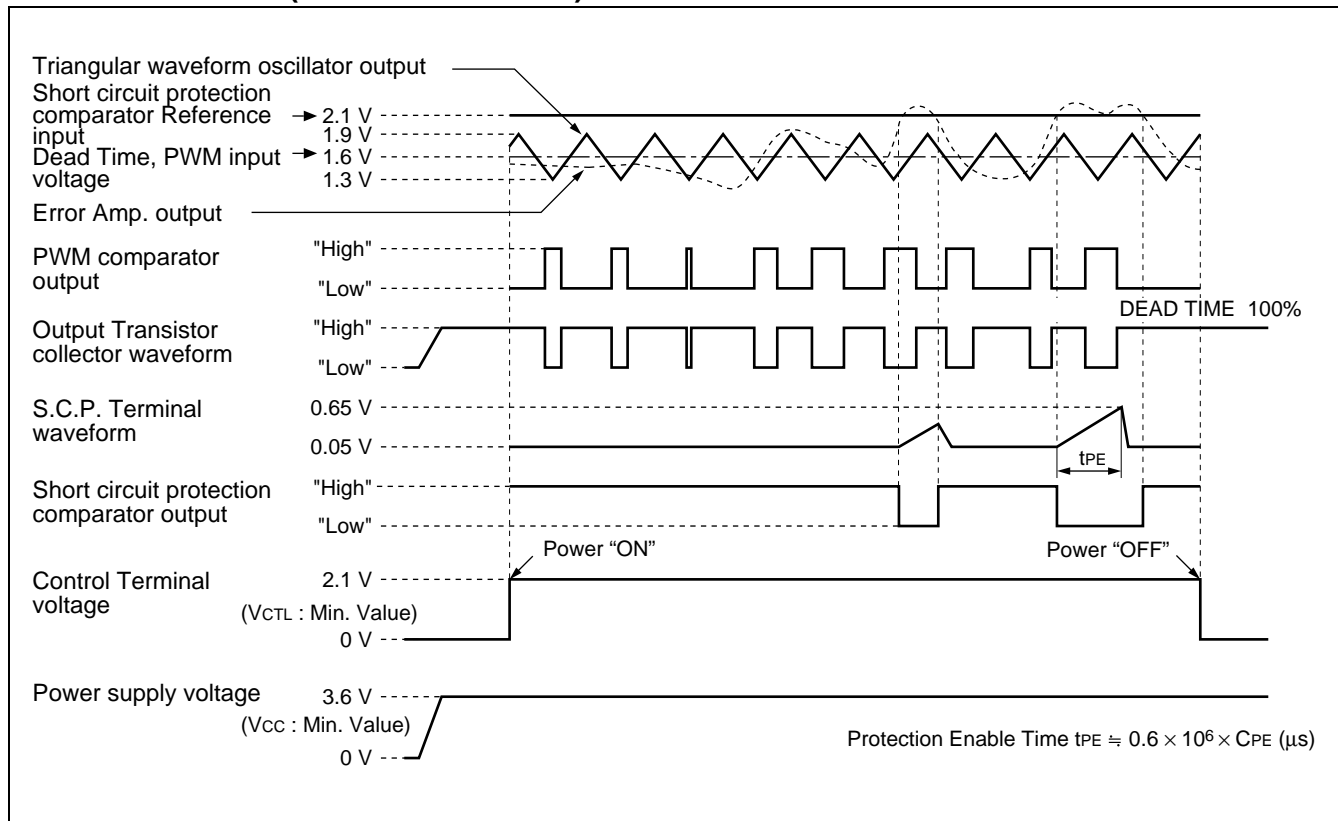 Triangular waveform oscillator output
Short circuit protection
comparator Reference
input
2.1 V
1.9 V
Dead Time, PWM input
voltage
1.6 V
1.3 V
Error Amp. output
PWM comparator
output
"High"
"Low"
DEAD TIME 100%
Output Transistor
collector waveform
"High"
"Low"
S.C.P. Terminal
waveform
0.65 V
0.05 V
tPE
Short circuit protection
comparator output
"High"
"Low"
Power “ON”
Power “OFF”
Control Terminal
voltage
2.1 V
(VCTL : Min. Value)
0 V
Power supply voltage
3.6 V
(VCC : Min. Value)
0 V
Protection Enable Time tPE ≒ 0.6 × 10⁶ × CPE (µs)